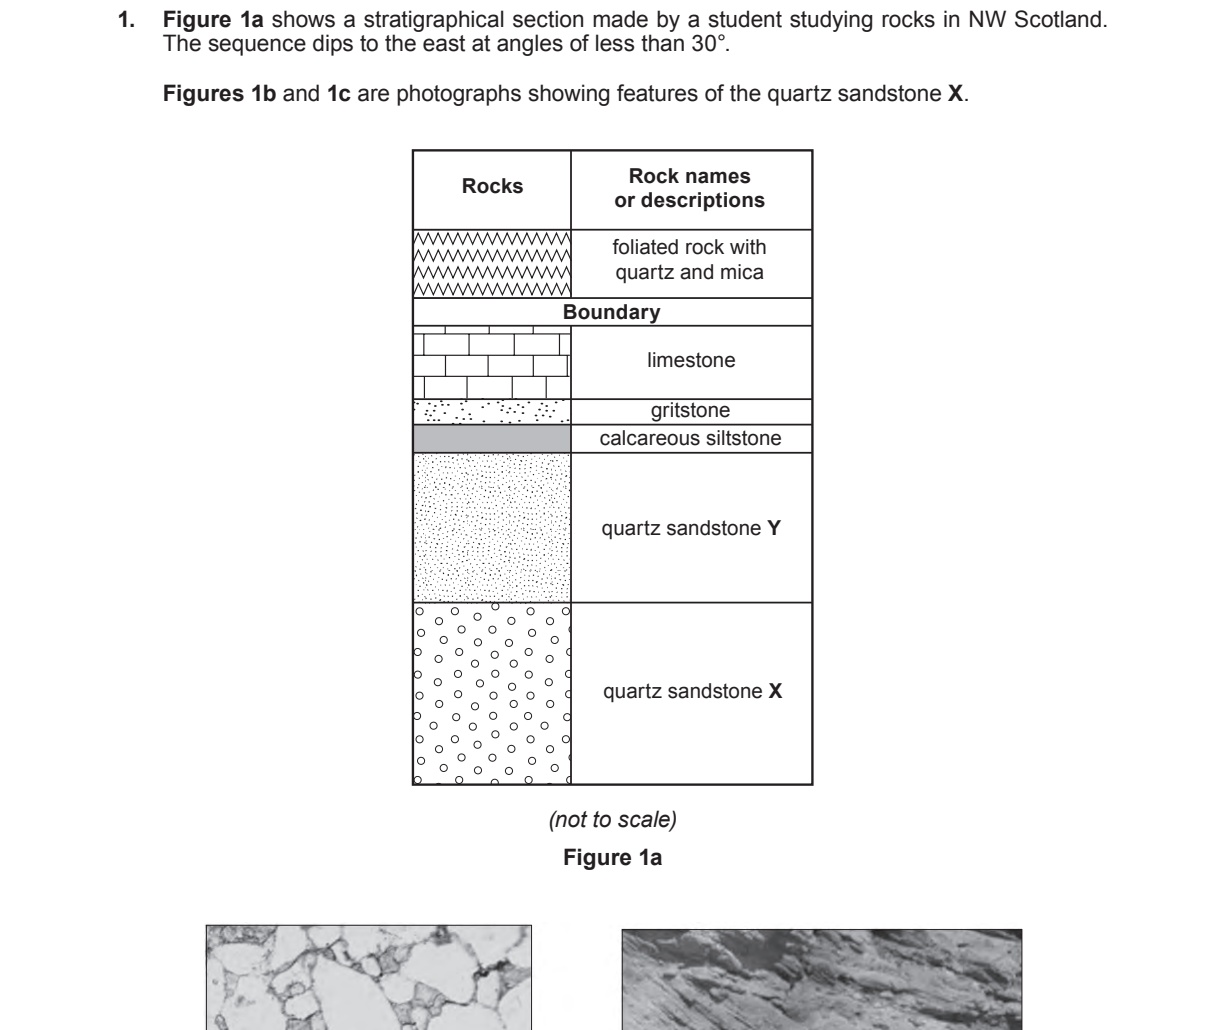 1. Figure 1a shows a stratigraphical section made by a student studying rocks in NW Scotland.
The sequence dips to the east at angles of less than 30°.
Figures 1b and 1c are photographs showing features of the quartz sandstone X.
Rocks
Rock names
or descriptions
foliated rock with
quartz and mica
Boundary
limestone
gritstone
calcareous siltstone
quartz sandstone Y
quartz sandstone X
(not to scale)
Figure 1a